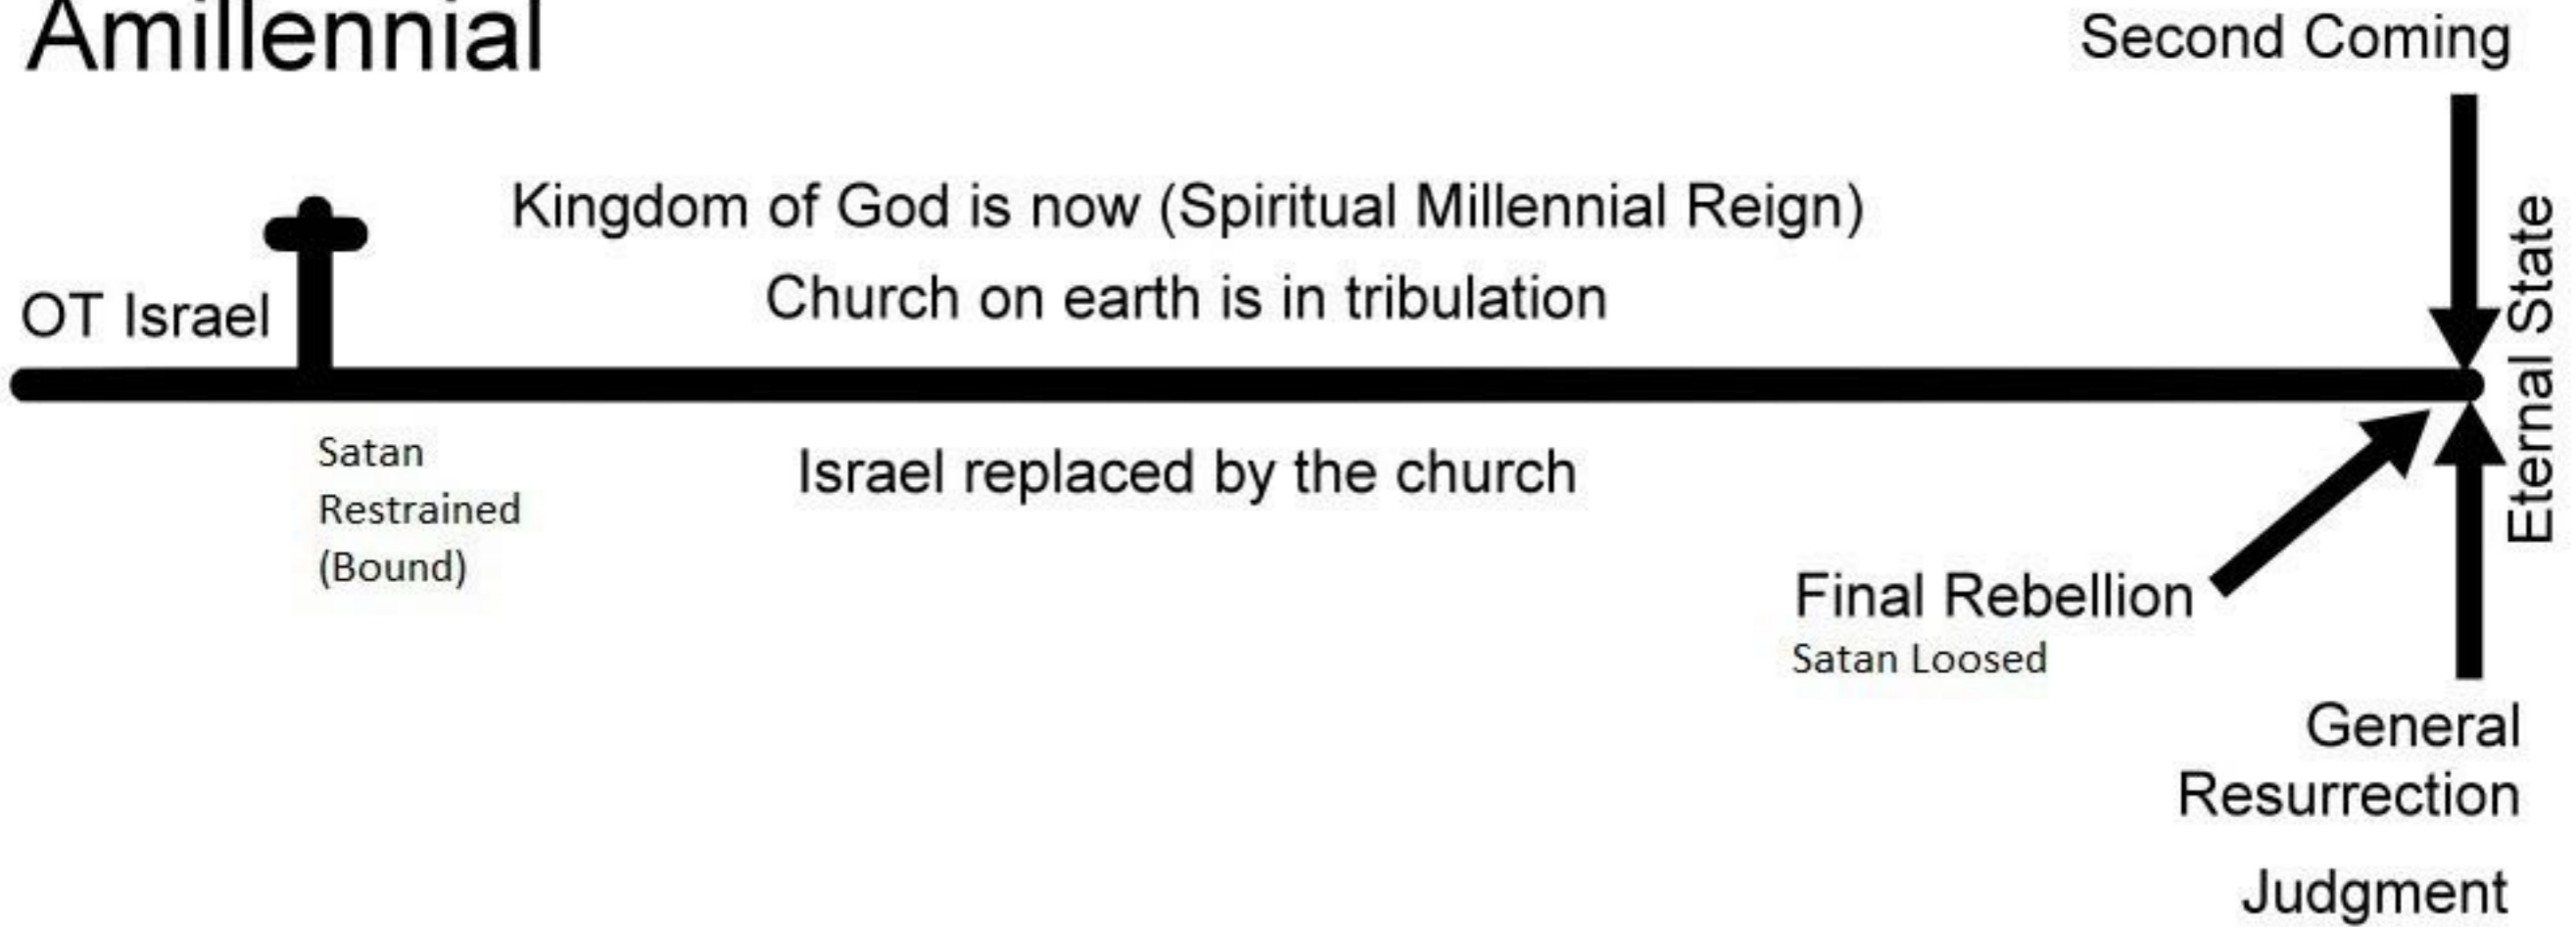 Amillennial
Second Coming
Kingdom of God is now (Spiritual Millennial Reign)
Church on earth is in tribulation
OT Israel
Eternal State
Satan
Restrained
(Bound)
Israel replaced by the church
Final Rebellion
Satan Loosed
General
Resurrection
Judgment